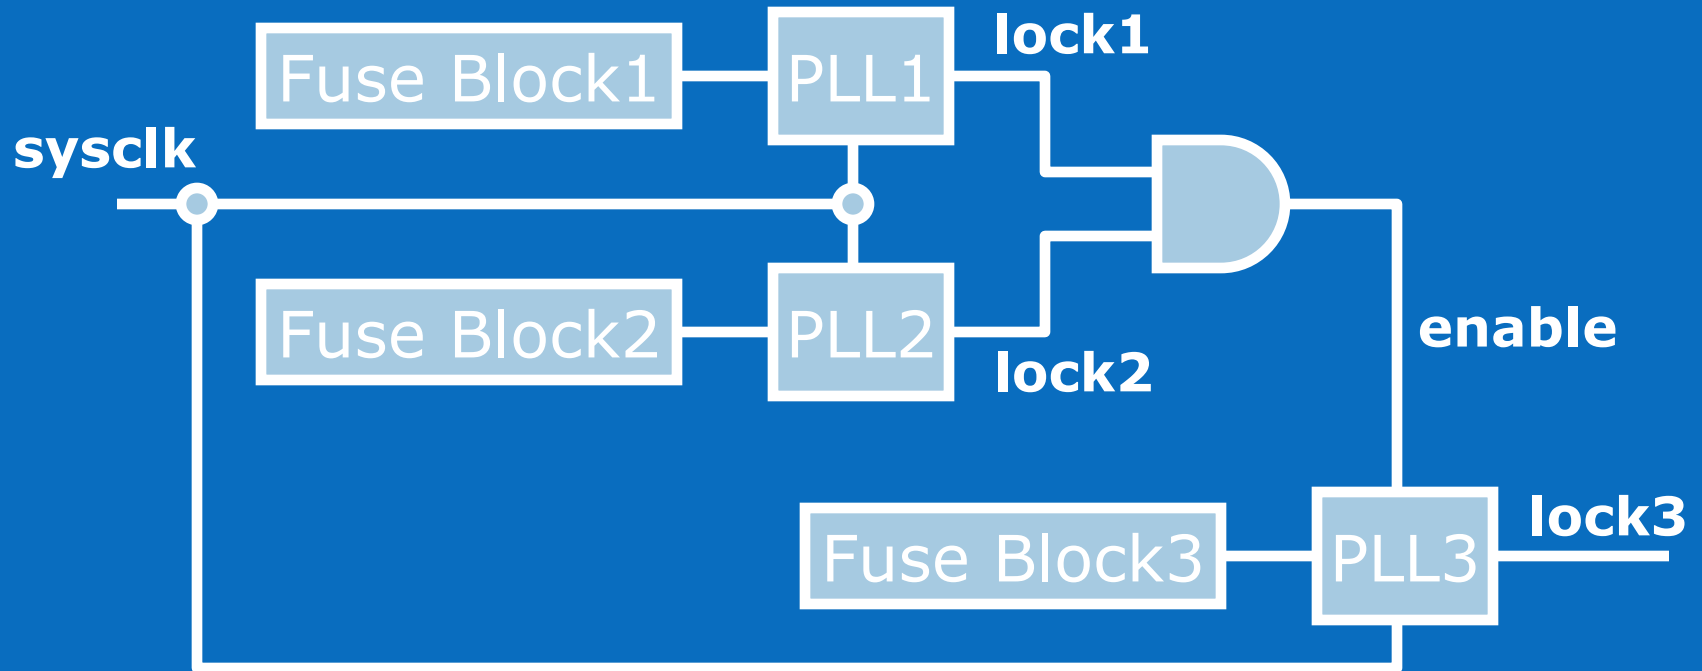 Fuse Block1
PLL1
lock1
sysclk
Fuse Block2
PLL2
lock2
enable
Fuse Block3
PLL3
lock3